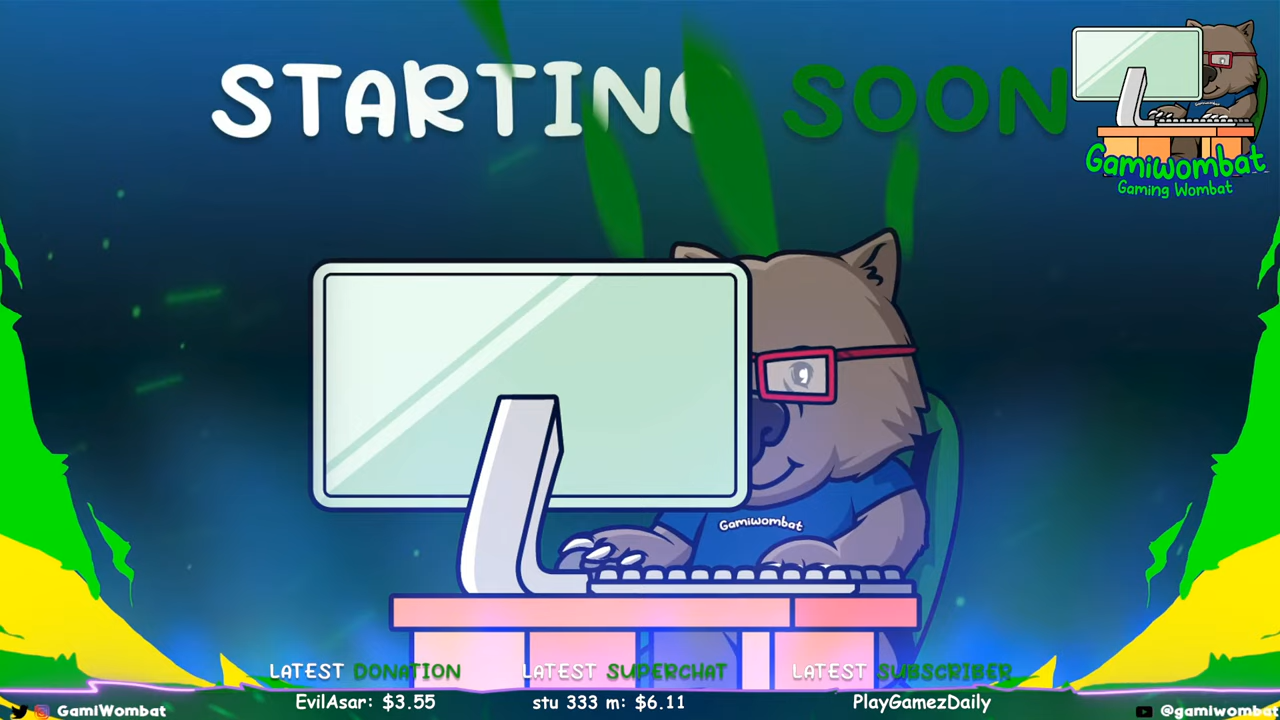 STARTING SOON
Gamiwombat
Gaming Wombat
Gamiwombat
LATEST DONATION
EvilAsar: $3.55
LATEST SUPERCHAT
stu 333 m: $6.11
LATEST SUBSCRIBER
PlayGamezDaily
GamiWombat
@gamiwombat